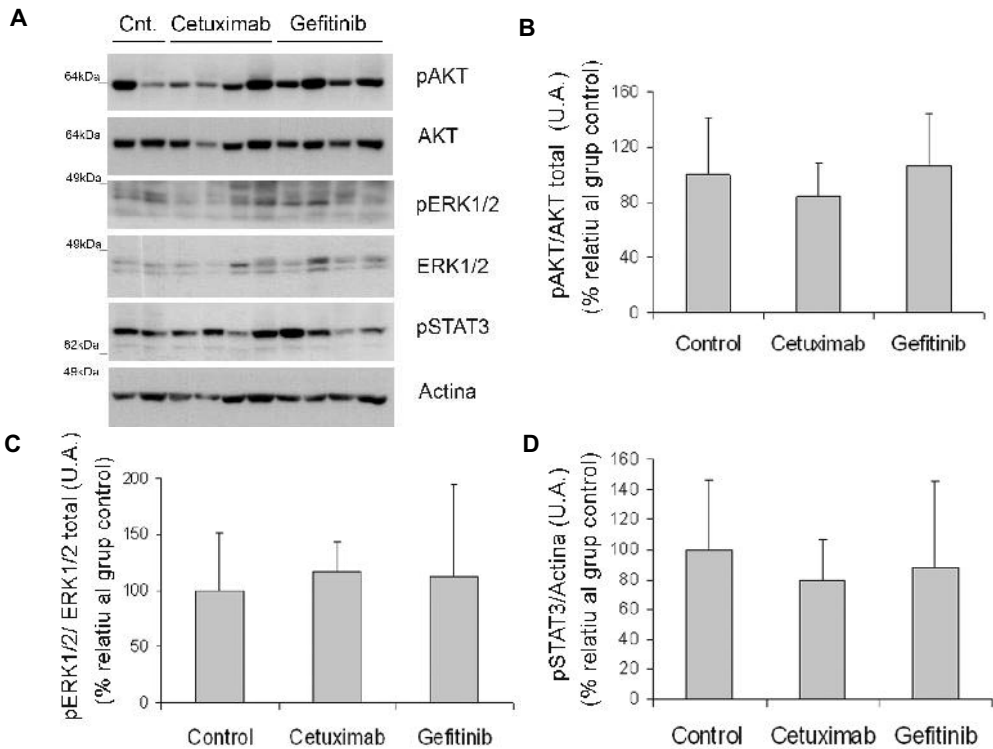 A
Cnt. Cetuximab Gefitinib
64kDa pAKT
64kDa AKT
49kDa pERK1/2
49kDa ERK1/2
pSTAT3
82kDa
49kDa Actina
B
pAKT/AKT total (U.A.)
(% relatiu al grup control)
160
120
80
40
0
Control Cetuximab Gefitinib
C
pERK1/2/ ERK1/2 total (U.A.)
(% relatiu al grup control)
200
150
100
50
0
Control Cetuximab Gefitinib
D
pSTAT3/Actina (U.A.)
(% relatiu al grup control)
160
140
120
100
80
60
40
20
0
Control Cetuximab Gefitinib